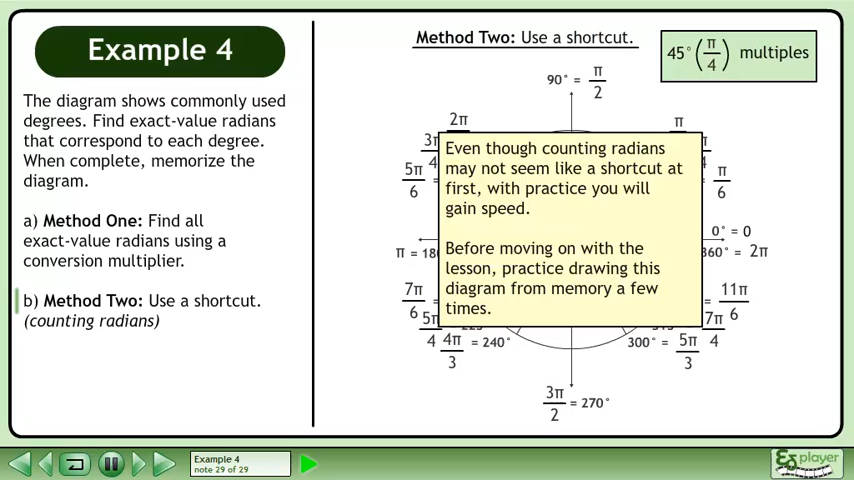 Example 4
The diagram shows commonly used
degrees. Find exact-value radians
that correspond to each degree.
When complete, memorize the
diagram.
a) Method One: Find all
exact-value radians using a
conversion multiplier.
b) Method Two: Use a shortcut.
(counting radians)
Method Two: Use a shortcut.
45° (π/4) multiples
90° = π/2
2π
π
3π/4
5π/6 =
= π/6
0° = 0
360° = 2π
π = 180
Even though counting radians
may not seem like a shortcut at
first, with practice you will
gain speed.
Before moving on with the
lesson, practice drawing this
diagram from memory a few
times.
7π/6 =
= 11π/6
5π/4
7π/4
4π/3 = 240°
300° = 5π/3
3π/2 = 270°
Example 4
note 29 of 29
player